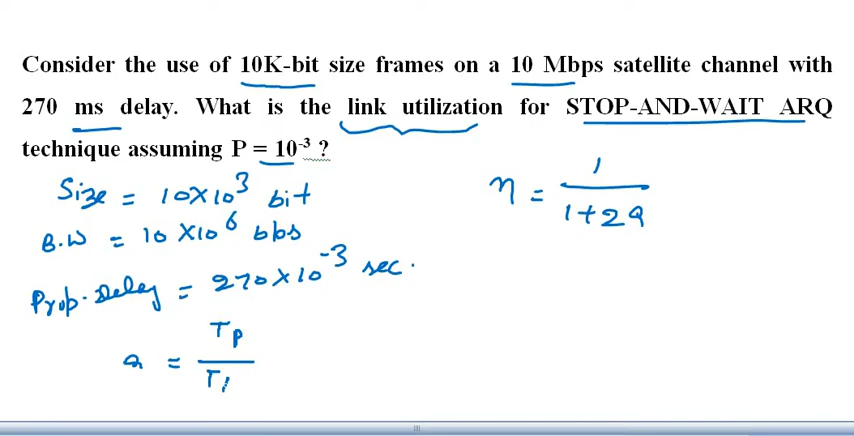 Consider the use of 10K-bit size frames on a 10 Mbps satellite channel with
270 ms delay. What is the link utilization for STOP-AND-WAIT ARQ
technique assuming P = 10⁻³ ?
Size = 10×10³ bit
B.W = 10×10⁶ bbs
Prop. Delay = 270×10⁻³ sec.
a = Tp / T
η = 1 / 1+2a